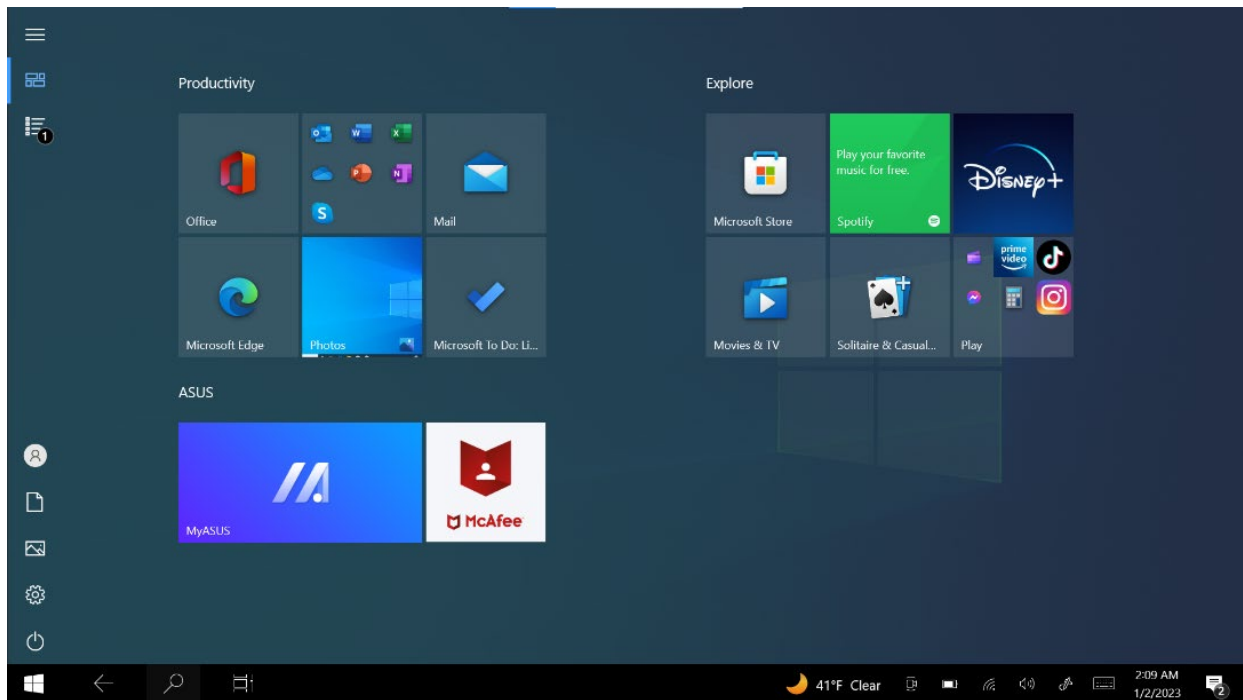 1
Productivity
Office
Mail
Microsoft Edge
Photos
Microsoft To Do: Li...
ASUS
MyASUS
McAfee
Explore
Microsoft Store
Play your favorite
music for free.
Spotify
Disney+
Movies & TV
Solitaire & Casual...
prime
video
Play
41°F Clear
2:09 AM
1/2/2023
2